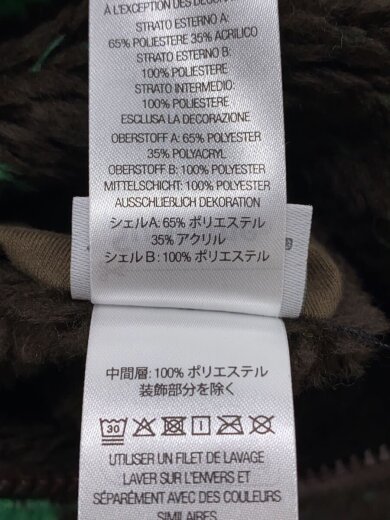 À L'EXCEPTION DES DÉCORATIONS
STRATO ESTERNO A:
65% POLIESTERE 35% ACRILICO
STRATO ESTERNO B:
100% POLIESTERE
STRATO INTERMEDIO:
100% POLIESTERE
ESCLUSA LA DECORAZIONE
OBERSTOFF A: 65% POLYESTER
35% POLYACRYL
OBERSTOFF B: 100% POLYESTER
MITTELSCHICHT: 100% POLYESTER
AUSSCHLIEBLICH DEKORATION
シェルA: 65% ポリエステル
35% アクリル
シェルB: 100% ポリエステル
中間層: 100% ポリエステル
装飾部分を除く
30
UTILISER UN FILET DE LAVAGE
LAVER SUR L'ENVERS ET
SÉPARÉMENT AVEC DES COULEURS
SIMILAIRES